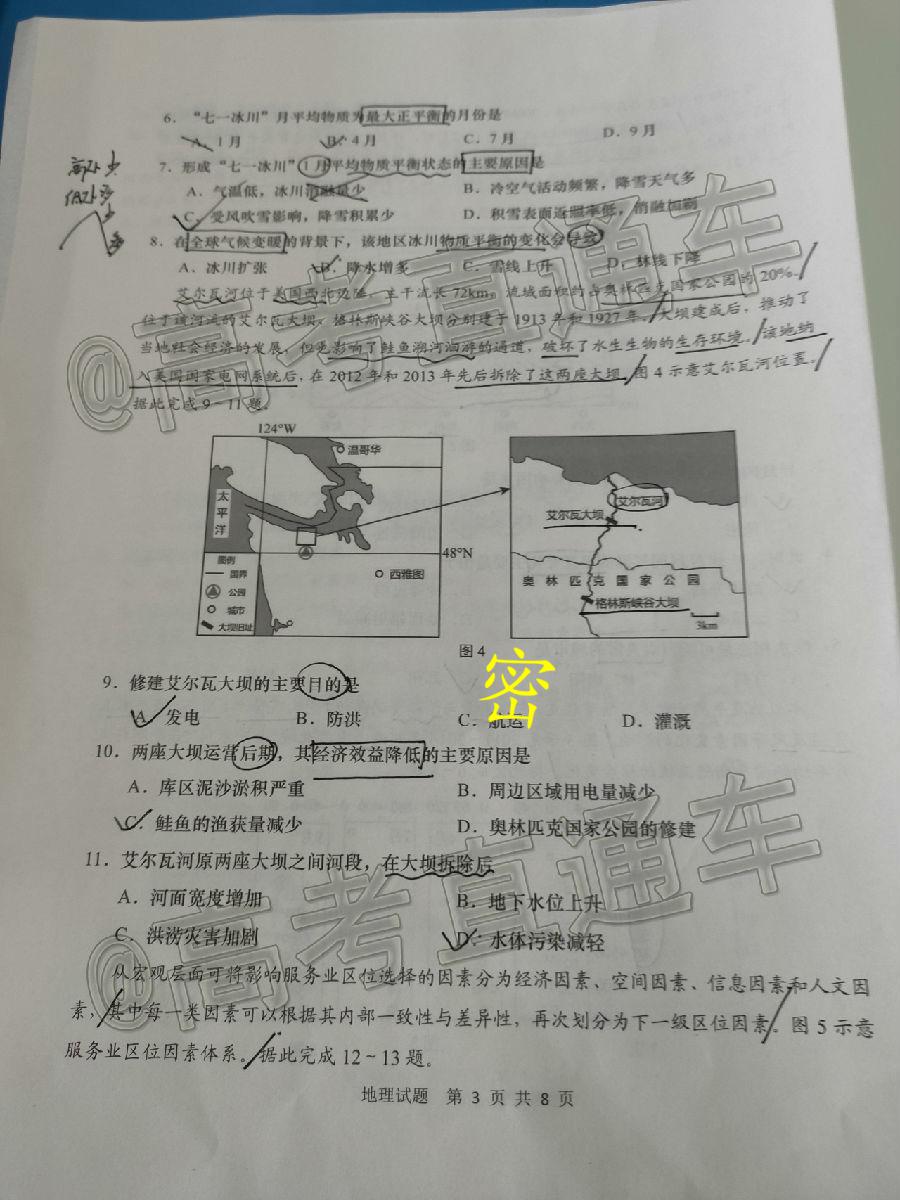 6．“七一冰川”月平均物质为最大正平衡的月份是
A．1月 B．4月 C．7月 D．9月
7．形成“七一冰川”1月平均物质平衡状态的主要原因是
A．气温低，冰川消融量少 B．冷空气活动频繁，降雪天气多
C．受风吹雪影响，降雪积累少 D．积雪表面反照率低，消融加剧
8．在全球气候变暖的背景下，该地区冰川物质平衡的变化会导致
A．冰川扩张 B．降水增多 C．雪线上升 D．林线下降
艾尔瓦河位于美国西北边陲，主干流长72km，流域面积约占奥林匹克国家公园的20%。
位于该河流的艾尔瓦大坝、格林斯峡谷大坝分别建于1913年和1927年。大坝建成后，推动了
当地社会经济的发展，但更影响了鲑鱼溯河洄游的通道，破坏了水生生物的生存环境。该地纳
入美国国家电网系统后，在2012年和2013年先后拆除了这两座大坝。图4示意艾尔瓦河位置。
据此完成9～11题。
124°W
温哥华
太平洋
48°N
图例
国界
公园
城市
大坝旧址
西雅图
艾尔瓦河
艾尔瓦大坝
奥林匹克国家公园
格林斯峡谷大坝
3km
图4
密
9．修建艾尔瓦大坝的主要目的是
A．发电 B．防洪 C．航运 D．灌溉
10．两座大坝运营后期，其经济效益降低的主要原因是
A．库区泥沙淤积严重 B．周边区域用电量减少
C．鲑鱼的渔获量减少 D．奥林匹克国家公园的修建
11．艾尔瓦河原两座大坝之间河段，在大坝拆除后
A．河面宽度增加 B．地下水位上升
C．洪涝灾害加剧 D．水体污染减轻
从宏观层面可将影响服务业区位选择的因素分为经济因素、空间因素、信息因素和人文因
素，其中每一类因素可以根据其内部一致性与差异性，再次划分为下一级区位因素。图5示意
服务业区位因素体系。据此完成12～13题。
地理试题 第3页共8页
@高考直通车
@高考直通车